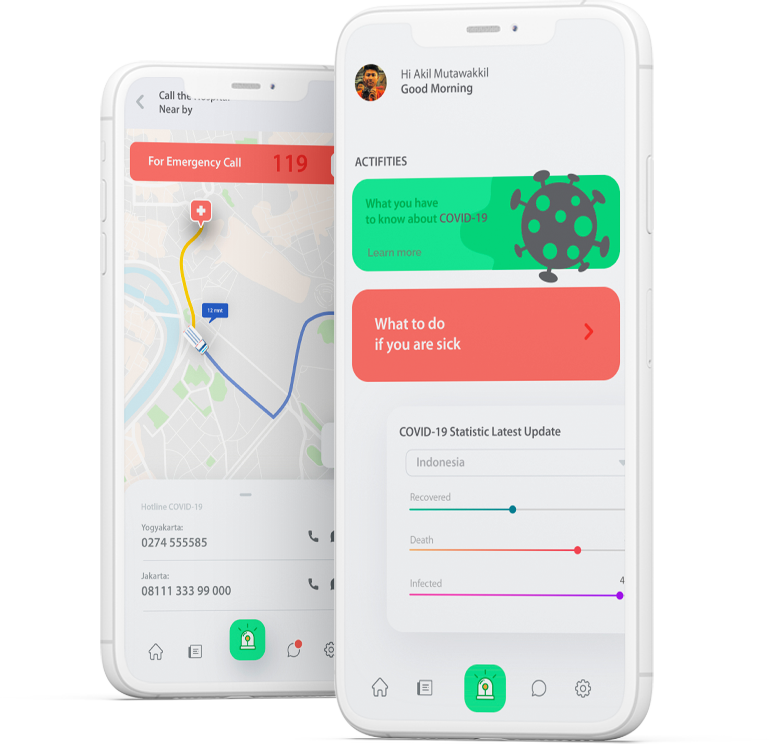 Call the
Near by
For Emergency Call 119
12 mnt
Hotline COVID-19
Yogyakarta:
0274 555585
Jakarta:
08111 333 99 000
Hi Akil Mutawakkil
Good Morning
ACTIFITIES
What you have
to know about COVID-19
Learn more
What to do
if you are sick
COVID-19 Statistic Latest Update
Indonesia
Recovered
Death
4
Infected